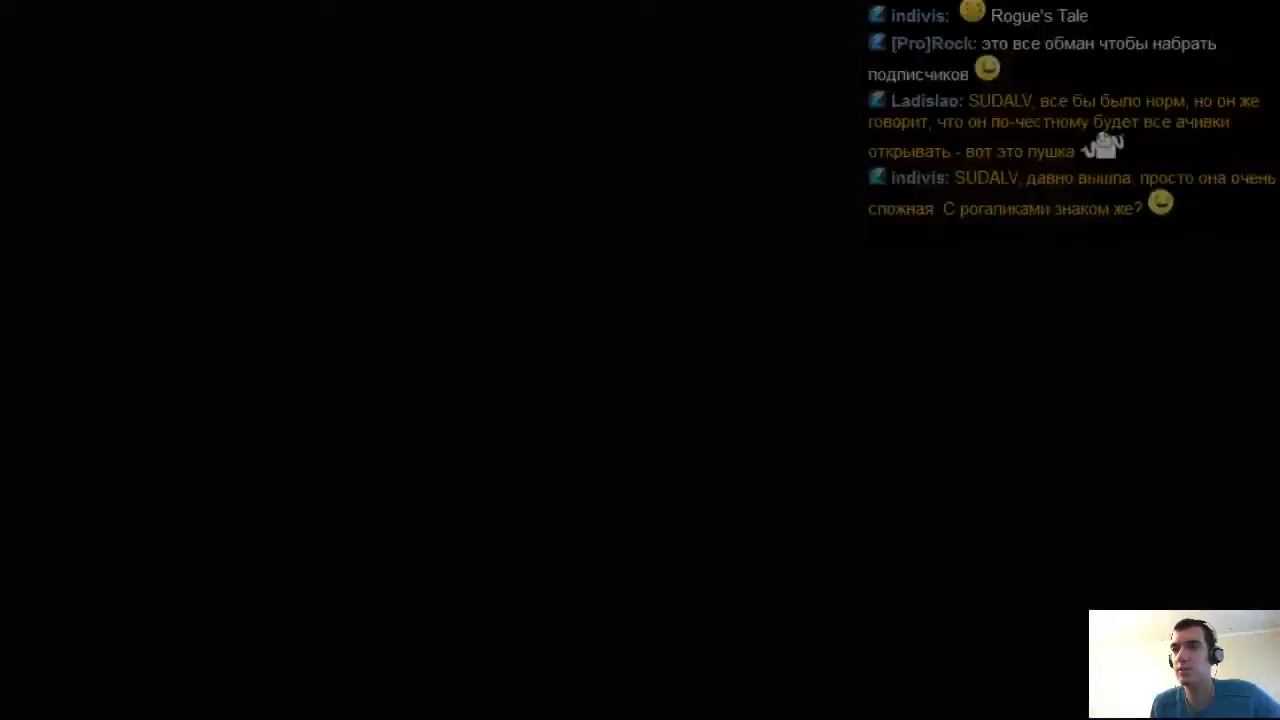 indivis: Rogue's Tale
[Pro]Rock: это все обман чтобы набрать
подписчиков
Ladislao: SUDALV, все бы было норм, но он же
говорит, что он по-честному будет все ачивки
открывать - вот это пушка
indivis: SUDALV, давно вышла, просто она очень
сложная. С рогаликами знаком же?